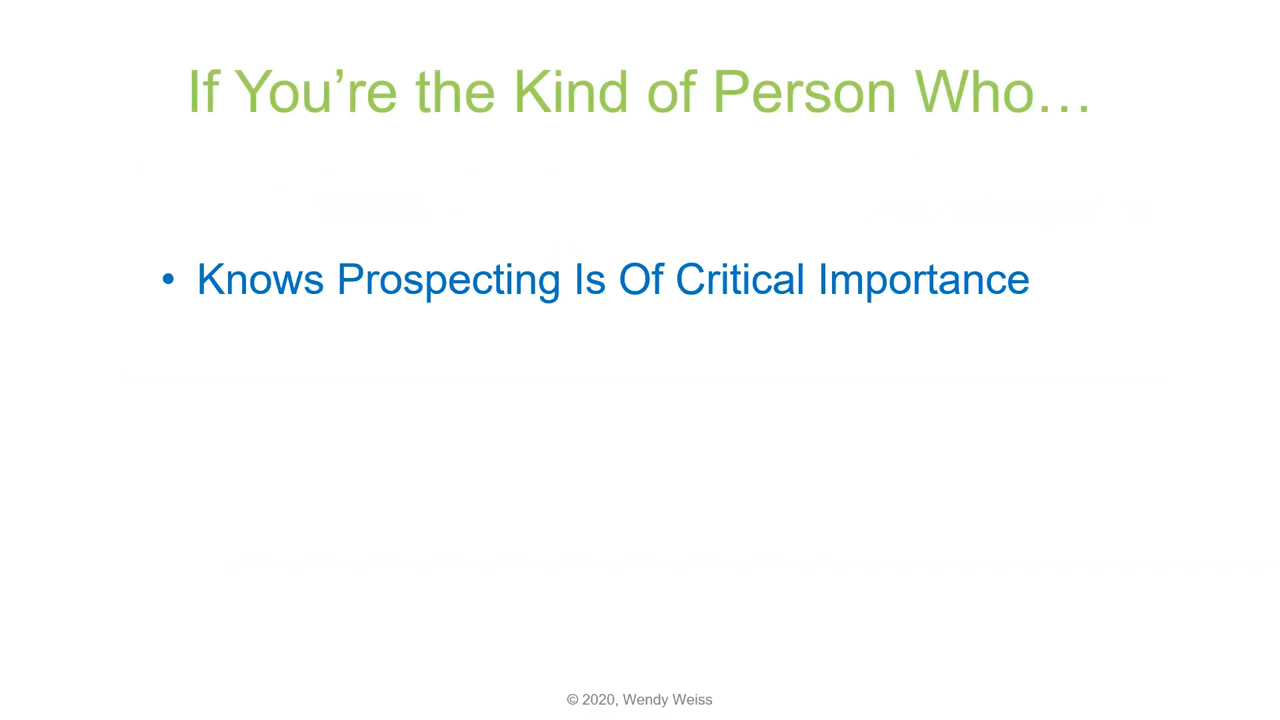 If You’re the Kind of Person Who…
• Knows Prospecting Is Of Critical Importance
© 2020, Wendy Weiss